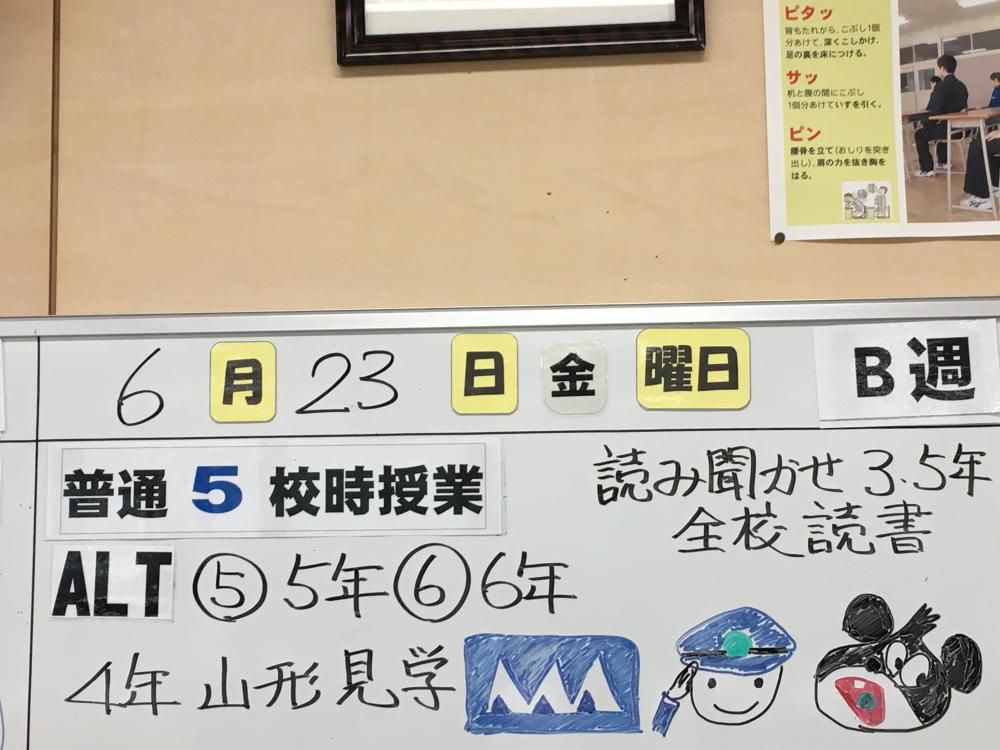 ピタッ
背もたれから、こぶし1個
分あけて、深くこしかけ、
足の裏を床につける。
サッ
机と腹の間にこぶし
1個分あけていすを引く。
ピン
腰骨を立て(おしりを突き
出し)、肩の力を抜き胸を
はる。
6月23日 金 曜日 B週
普通5校時授業
読み聞かせ 3.5年
全校読書
ALT ⑤5年⑥6年
4年 山形見学